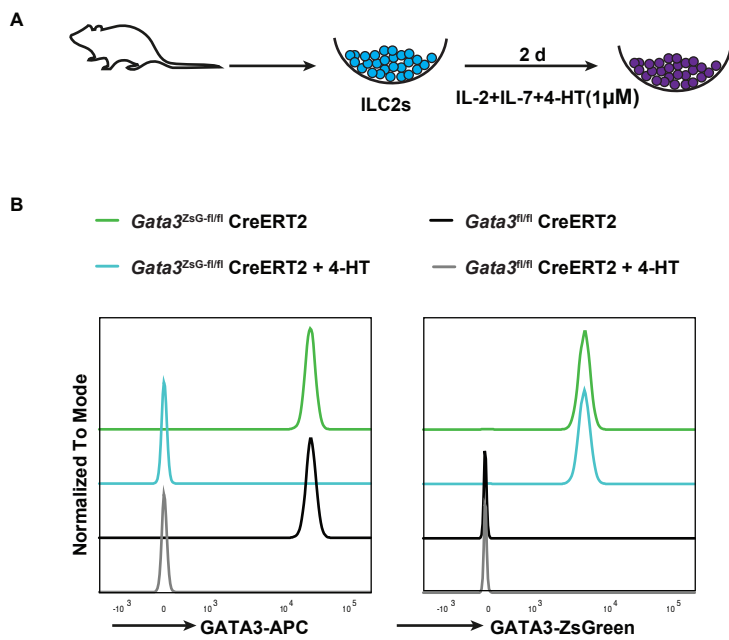 A
2 d
ILC2s
IL-2+IL-7+4-HT(1μM)
B
Gata3ZsG-fl/fl CreERT2
Gata3fl/fl CreERT2
Gata3ZsG-fl/fl CreERT2 + 4-HT
Gata3fl/fl CreERT2 + 4-HT
Normalized To Mode
-10 3 0 10 3 10 4 10 5
-10 3 0 10 3 10 4 10 5
GATA3-APC
GATA3-ZsGreen